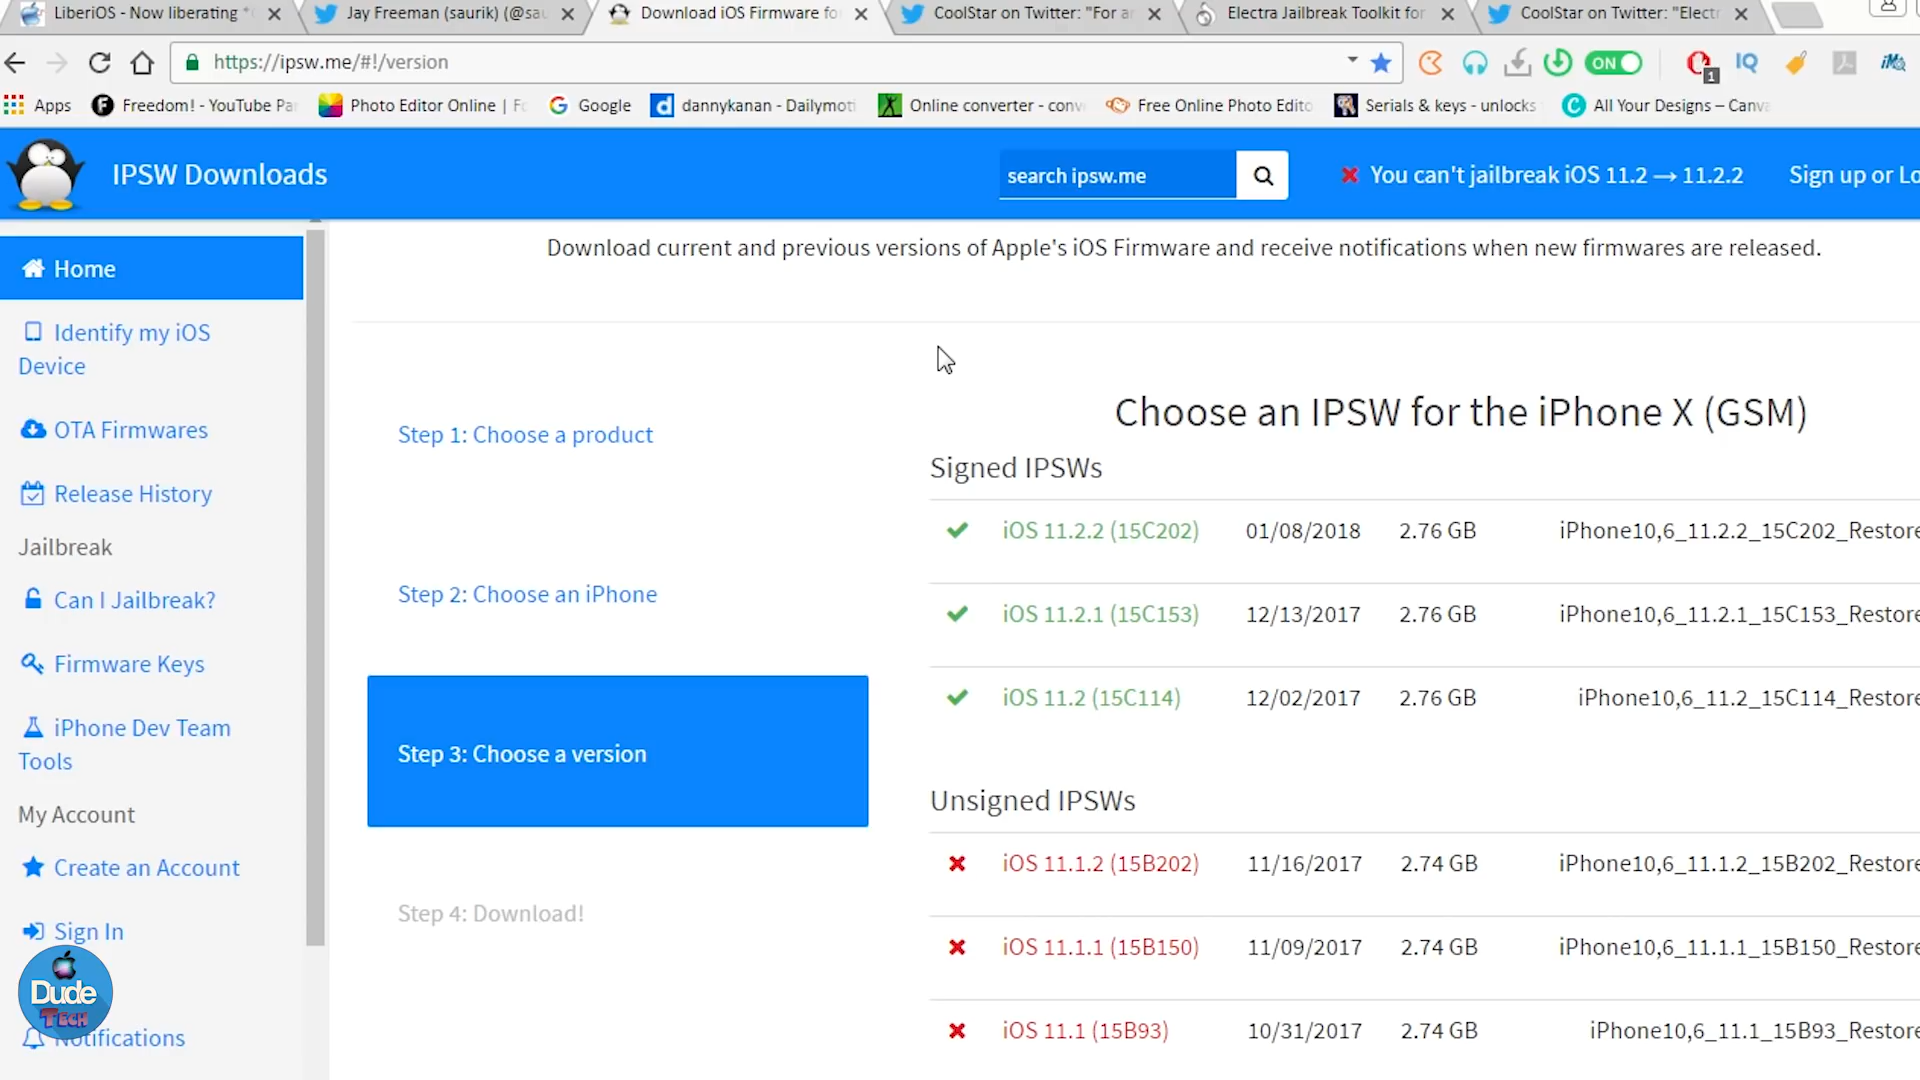 LiberiOS - Now liberating
Jay Freeman (saurik) (@sau
Download iOS Firmware fo
CoolStar on Twitter: "For a
Electra Jailbreak Toolkit for
CoolStar on Twitter: "Electr
https://ipsw.me/#!/version
ON
1
IQ
Apps
Freedom! - YouTube Pa
Photo Editor Online | F
Google
dannykanan - Dailymoti
Online converter - conv
Free Online Photo Edito
Serials & keys - unlocks
All Your Designs – Canva
IPSW Downloads
search ipsw.me
You can't jailbreak iOS 11.2 → 11.2.2
Sign up or Lo
Download current and previous versions of Apple's iOS Firmware and receive notifications when new firmwares are released.
Home
Identify my iOS
Device
OTA Firmwares
Release History
Jailbreak
Can I Jailbreak?
Firmware Keys
iPhone Dev Team
Tools
My Account
Create an Account
Sign In
Notifications
Dude
TECH
Step 1: Choose a product
Step 2: Choose an iPhone
Step 3: Choose a version
Step 4: Download!
Choose an IPSW for the iPhone X (GSM)
Signed IPSWs
iOS 11.2.2 (15C202) 01/08/2018 2.76 GB iPhone10,6_11.2.2_15C202_Restore
iOS 11.2.1 (15C153) 12/13/2017 2.76 GB iPhone10,6_11.2.1_15C153_Restore
iOS 11.2 (15C114) 12/02/2017 2.76 GB iPhone10,6_11.2_15C114_Restore
Unsigned IPSWs
iOS 11.1.2 (15B202) 11/16/2017 2.74 GB iPhone10,6_11.1.2_15B202_Restore
iOS 11.1.1 (15B150) 11/09/2017 2.74 GB iPhone10,6_11.1.1_15B150_Restore
iOS 11.1 (15B93) 10/31/2017 2.74 GB iPhone10,6_11.1_15B93_Restore